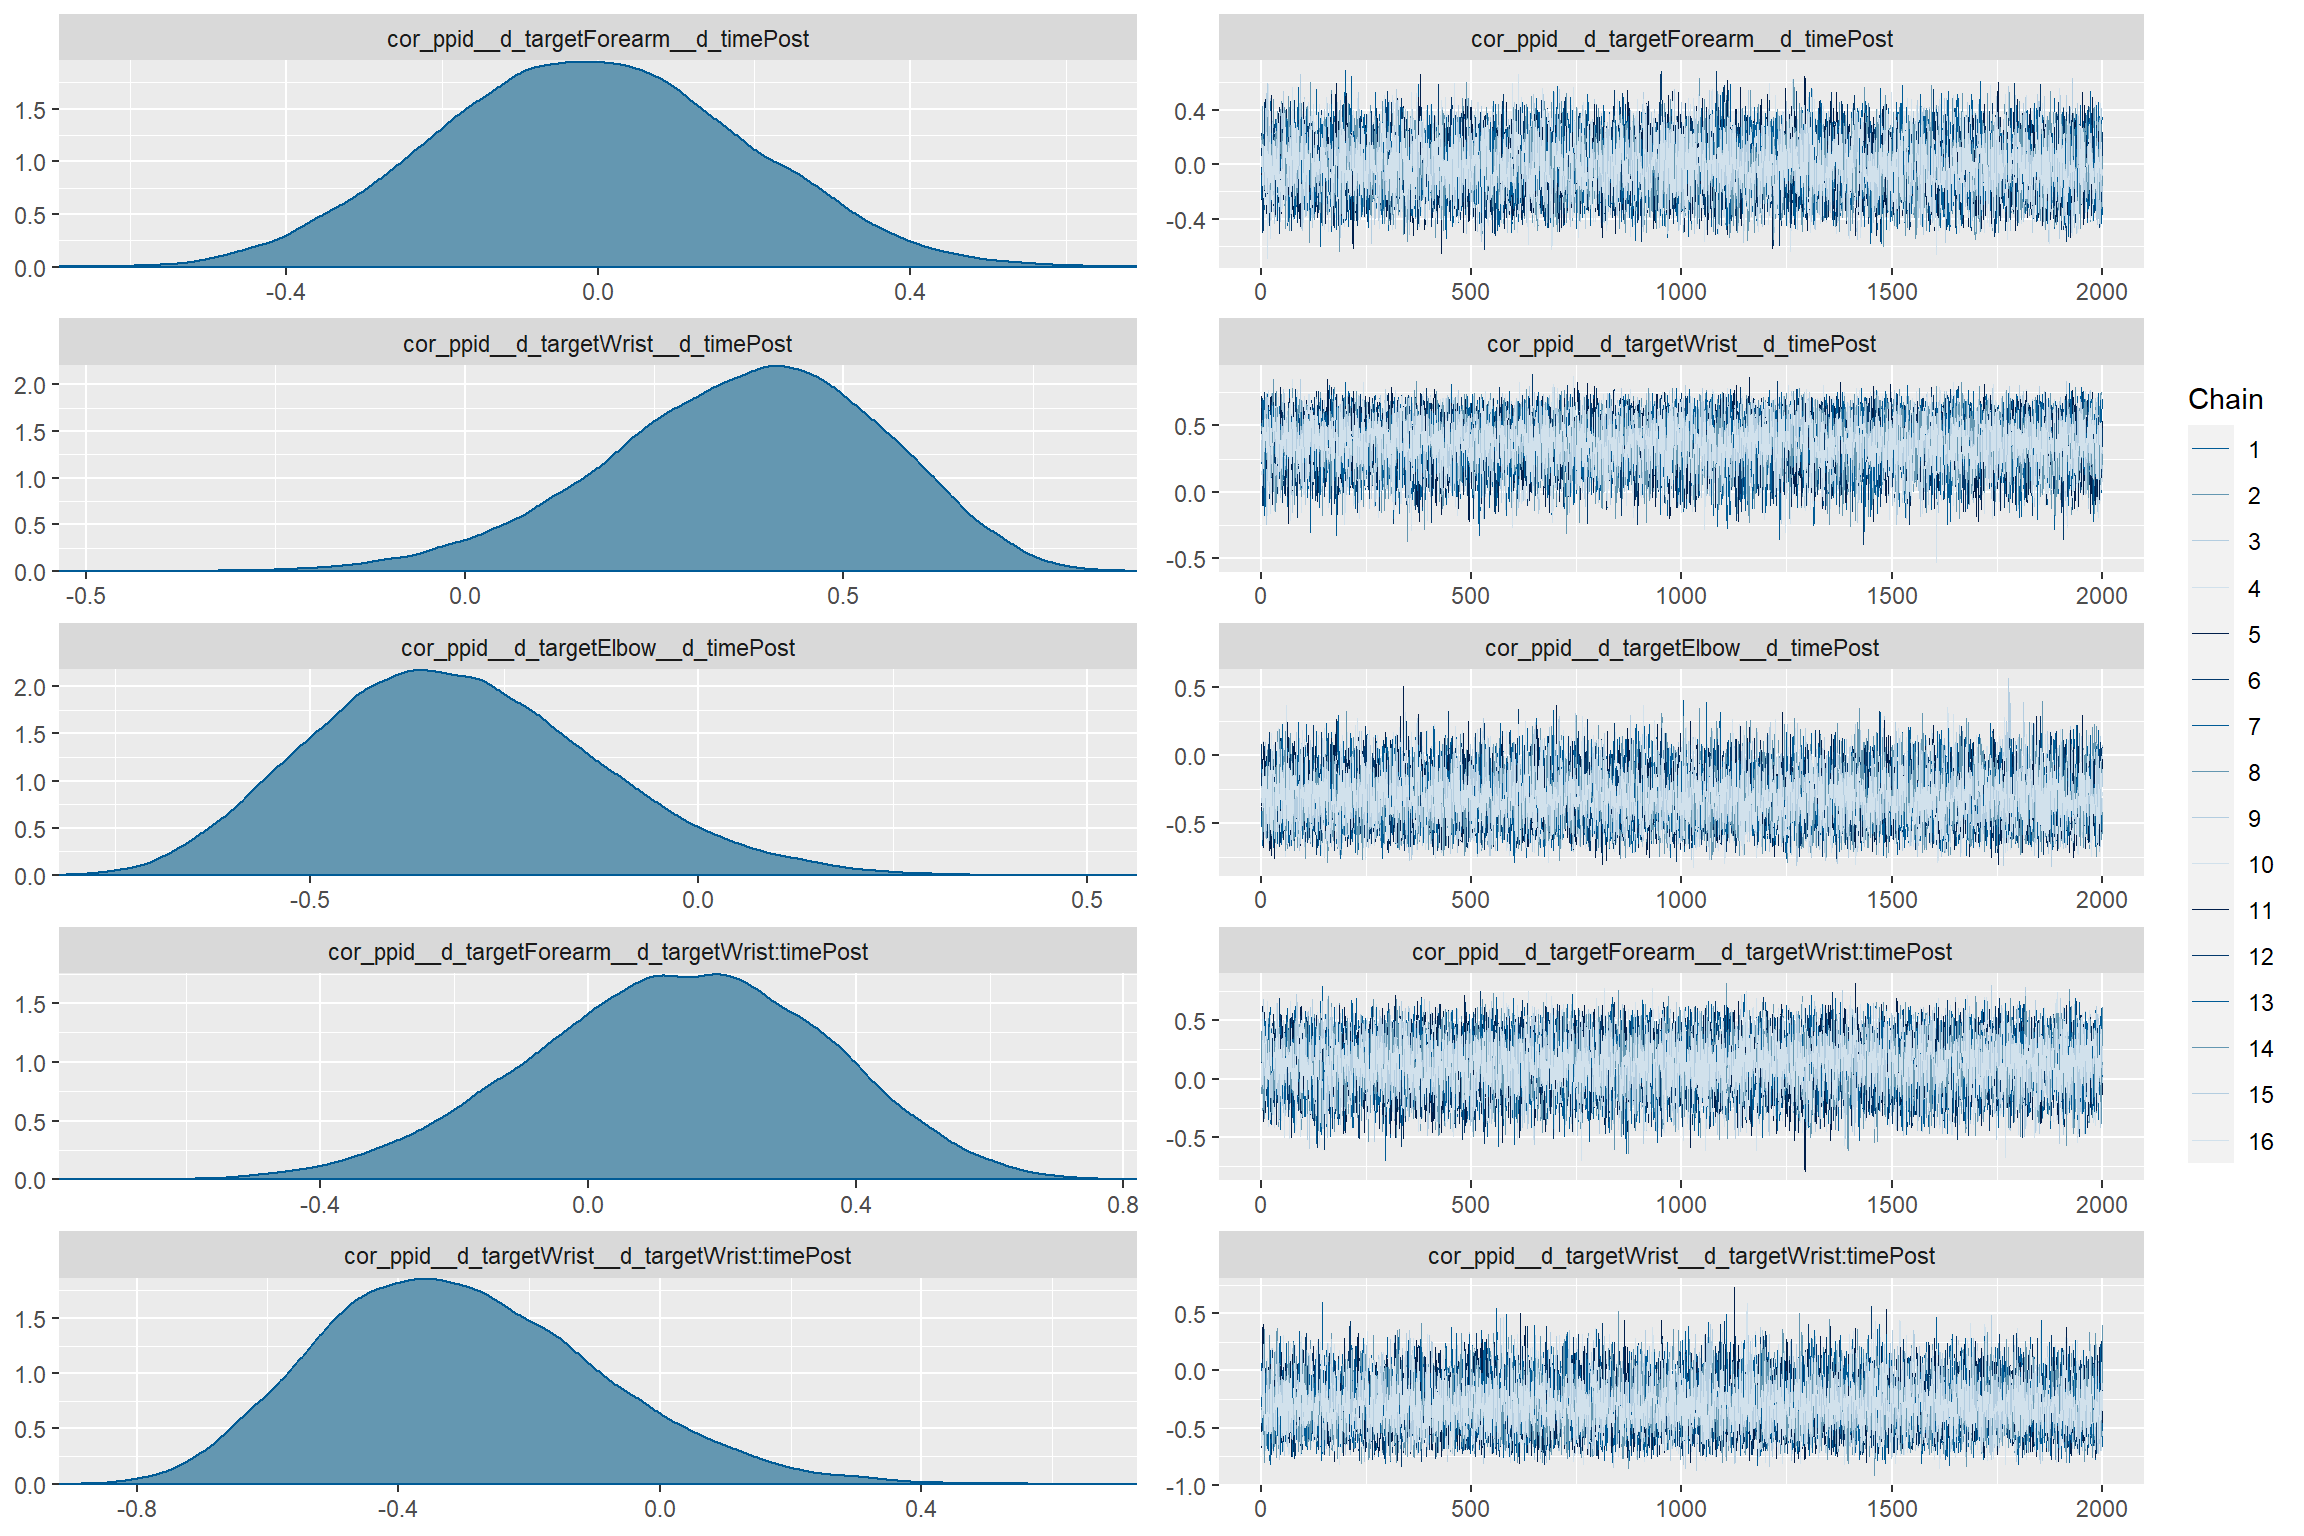 cor_ppid__d_targetForearm__d_timePost
1.5
1.0
0.5
0.0
-0.4 0.0 0.4
cor_ppid__d_targetForearm__d_timePost
0.4
0.0
-0.4
0 500 1000 1500 2000
cor_ppid__d_targetWrist__d_timePost
2.0
1.5
1.0
0.5
0.0
-0.5 0.0 0.5
cor_ppid__d_targetWrist__d_timePost
0.5
0.0
-0.5
0 500 1000 1500 2000
cor_ppid__d_targetElbow__d_timePost
2.0
1.5
1.0
0.5
0.0
-0.5 0.0 0.5
cor_ppid__d_targetElbow__d_timePost
0.5
0.0
-0.5
0 500 1000 1500 2000
cor_ppid__d_targetForearm__d_targetWrist:timePost
1.5
1.0
0.5
0.0
-0.4 0.0 0.4 0.8
cor_ppid__d_targetForearm__d_targetWrist:timePost
0.5
0.0
-0.5
0 500 1000 1500 2000
cor_ppid__d_targetWrist__d_targetWrist:timePost
1.5
1.0
0.5
0.0
-0.8 -0.4 0.0 0.4
cor_ppid__d_targetWrist__d_targetWrist:timePost
0.5
0.0
-0.5
-1.0
0 500 1000 1500 2000
Chain
1
2
3
4
5
6
7
8
9
10
11
12
13
14
15
16